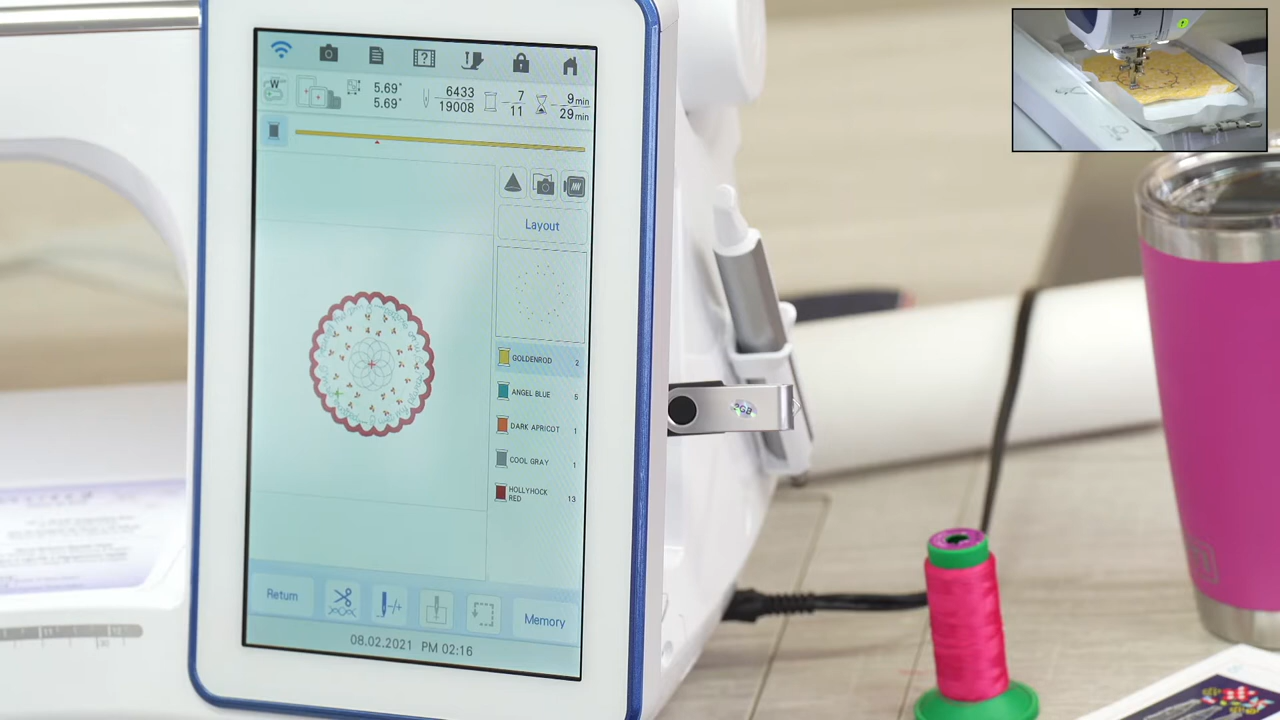 W
5.69"
5.69"
6433
19008
7
11
9 min
29 min
Layout
GOLDENROD 2
ANGEL BLUE 5
DARK APRICOT 1
COOL GRAY 1
HOLLYHOCK
RED 13
Return
-/+
Memory
08.02.2021 PM 02:16